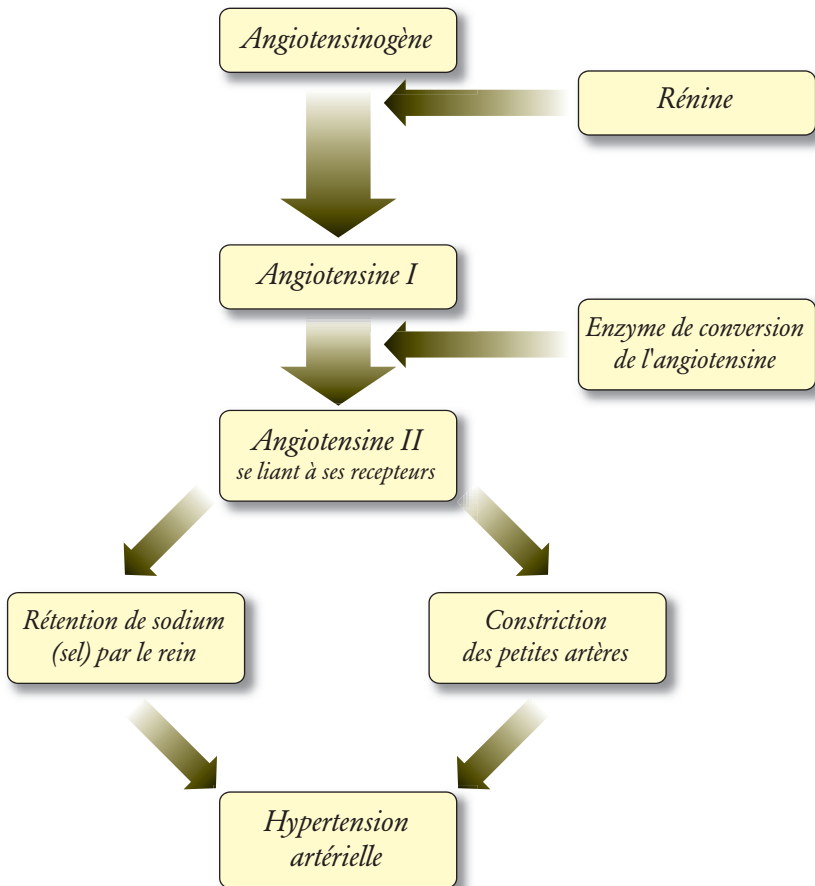 Angiotensinogène
Rénine
Angiotensine I
Enzyme de conversion
de l'angiotensine
Angiotensine II
se liant à ses recepteurs
Rétention de sodium
(sel) par le rein
Constriction
des petites artères
Hypertension
artérielle